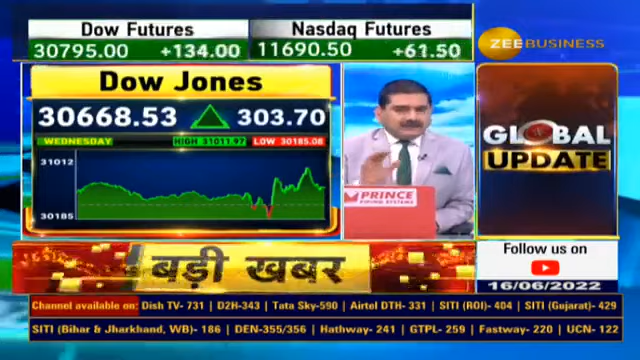 Dow Futures
30795.00 +134.00
Nasdaq Futures
11690.50 +61.50
ZEE BUSINESS
Dow Jones
30668.53 303.70
WEDNESDAY HIGH 31011.97 LOW 30185.08
31012
30185
PRINCE
PIPING SYSTEMS
GLOBAL
UPDATE
बड़ी खबर
Follow us on
16/06/2022
Channel available on: Dish TV- 731 | D2H-343 | Tata Sky-590 | Airtel DTH- 331 | SITI (ROI)- 404 | SITI (Gujarat)- 429
SITI (Bihar & Jharkhand, WB)- 186 | DEN-355/356 | Hathway- 241 | GTPL- 259 | Fastway- 220 | UCN- 122